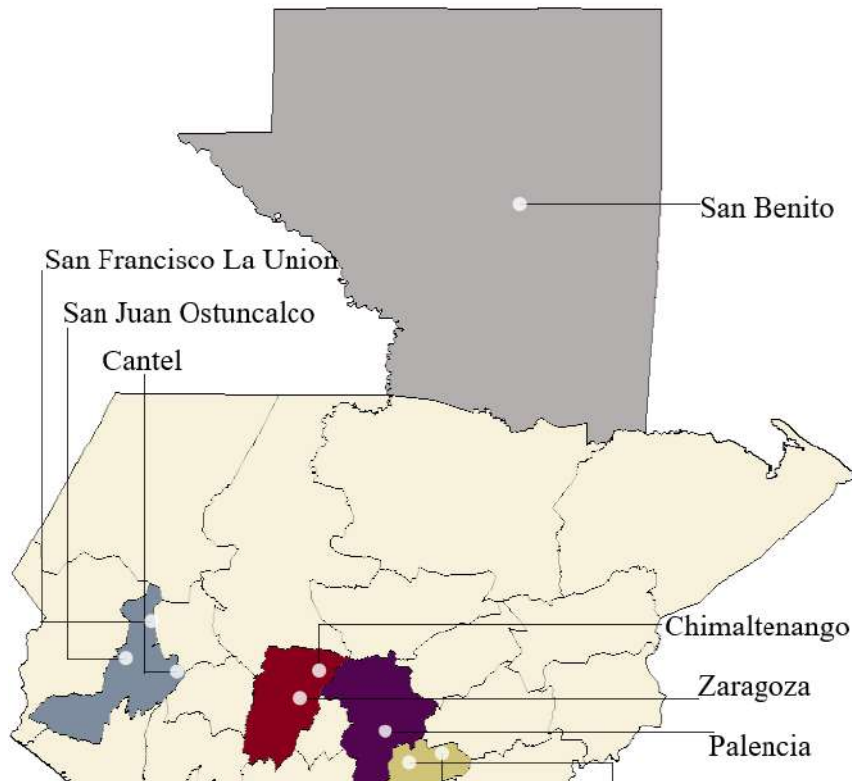 San Benito
San Francisco La Union
San Juan Ostuncalco
Cantel
Chimaltenango
Zaragoza
Palencia